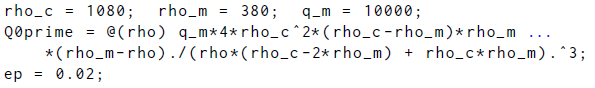 rho_c = 1080;  rho_m = 380;  q_m = 10000;
Q0prime = @(rho) q_m*4*rho_c^2*(rho_c-rho_m)*rho_m ...
    *(rho_m-rho)./(rho*(rho_c-2*rho_m) + rho_c*rho_m).^3;
ep = 0.02;